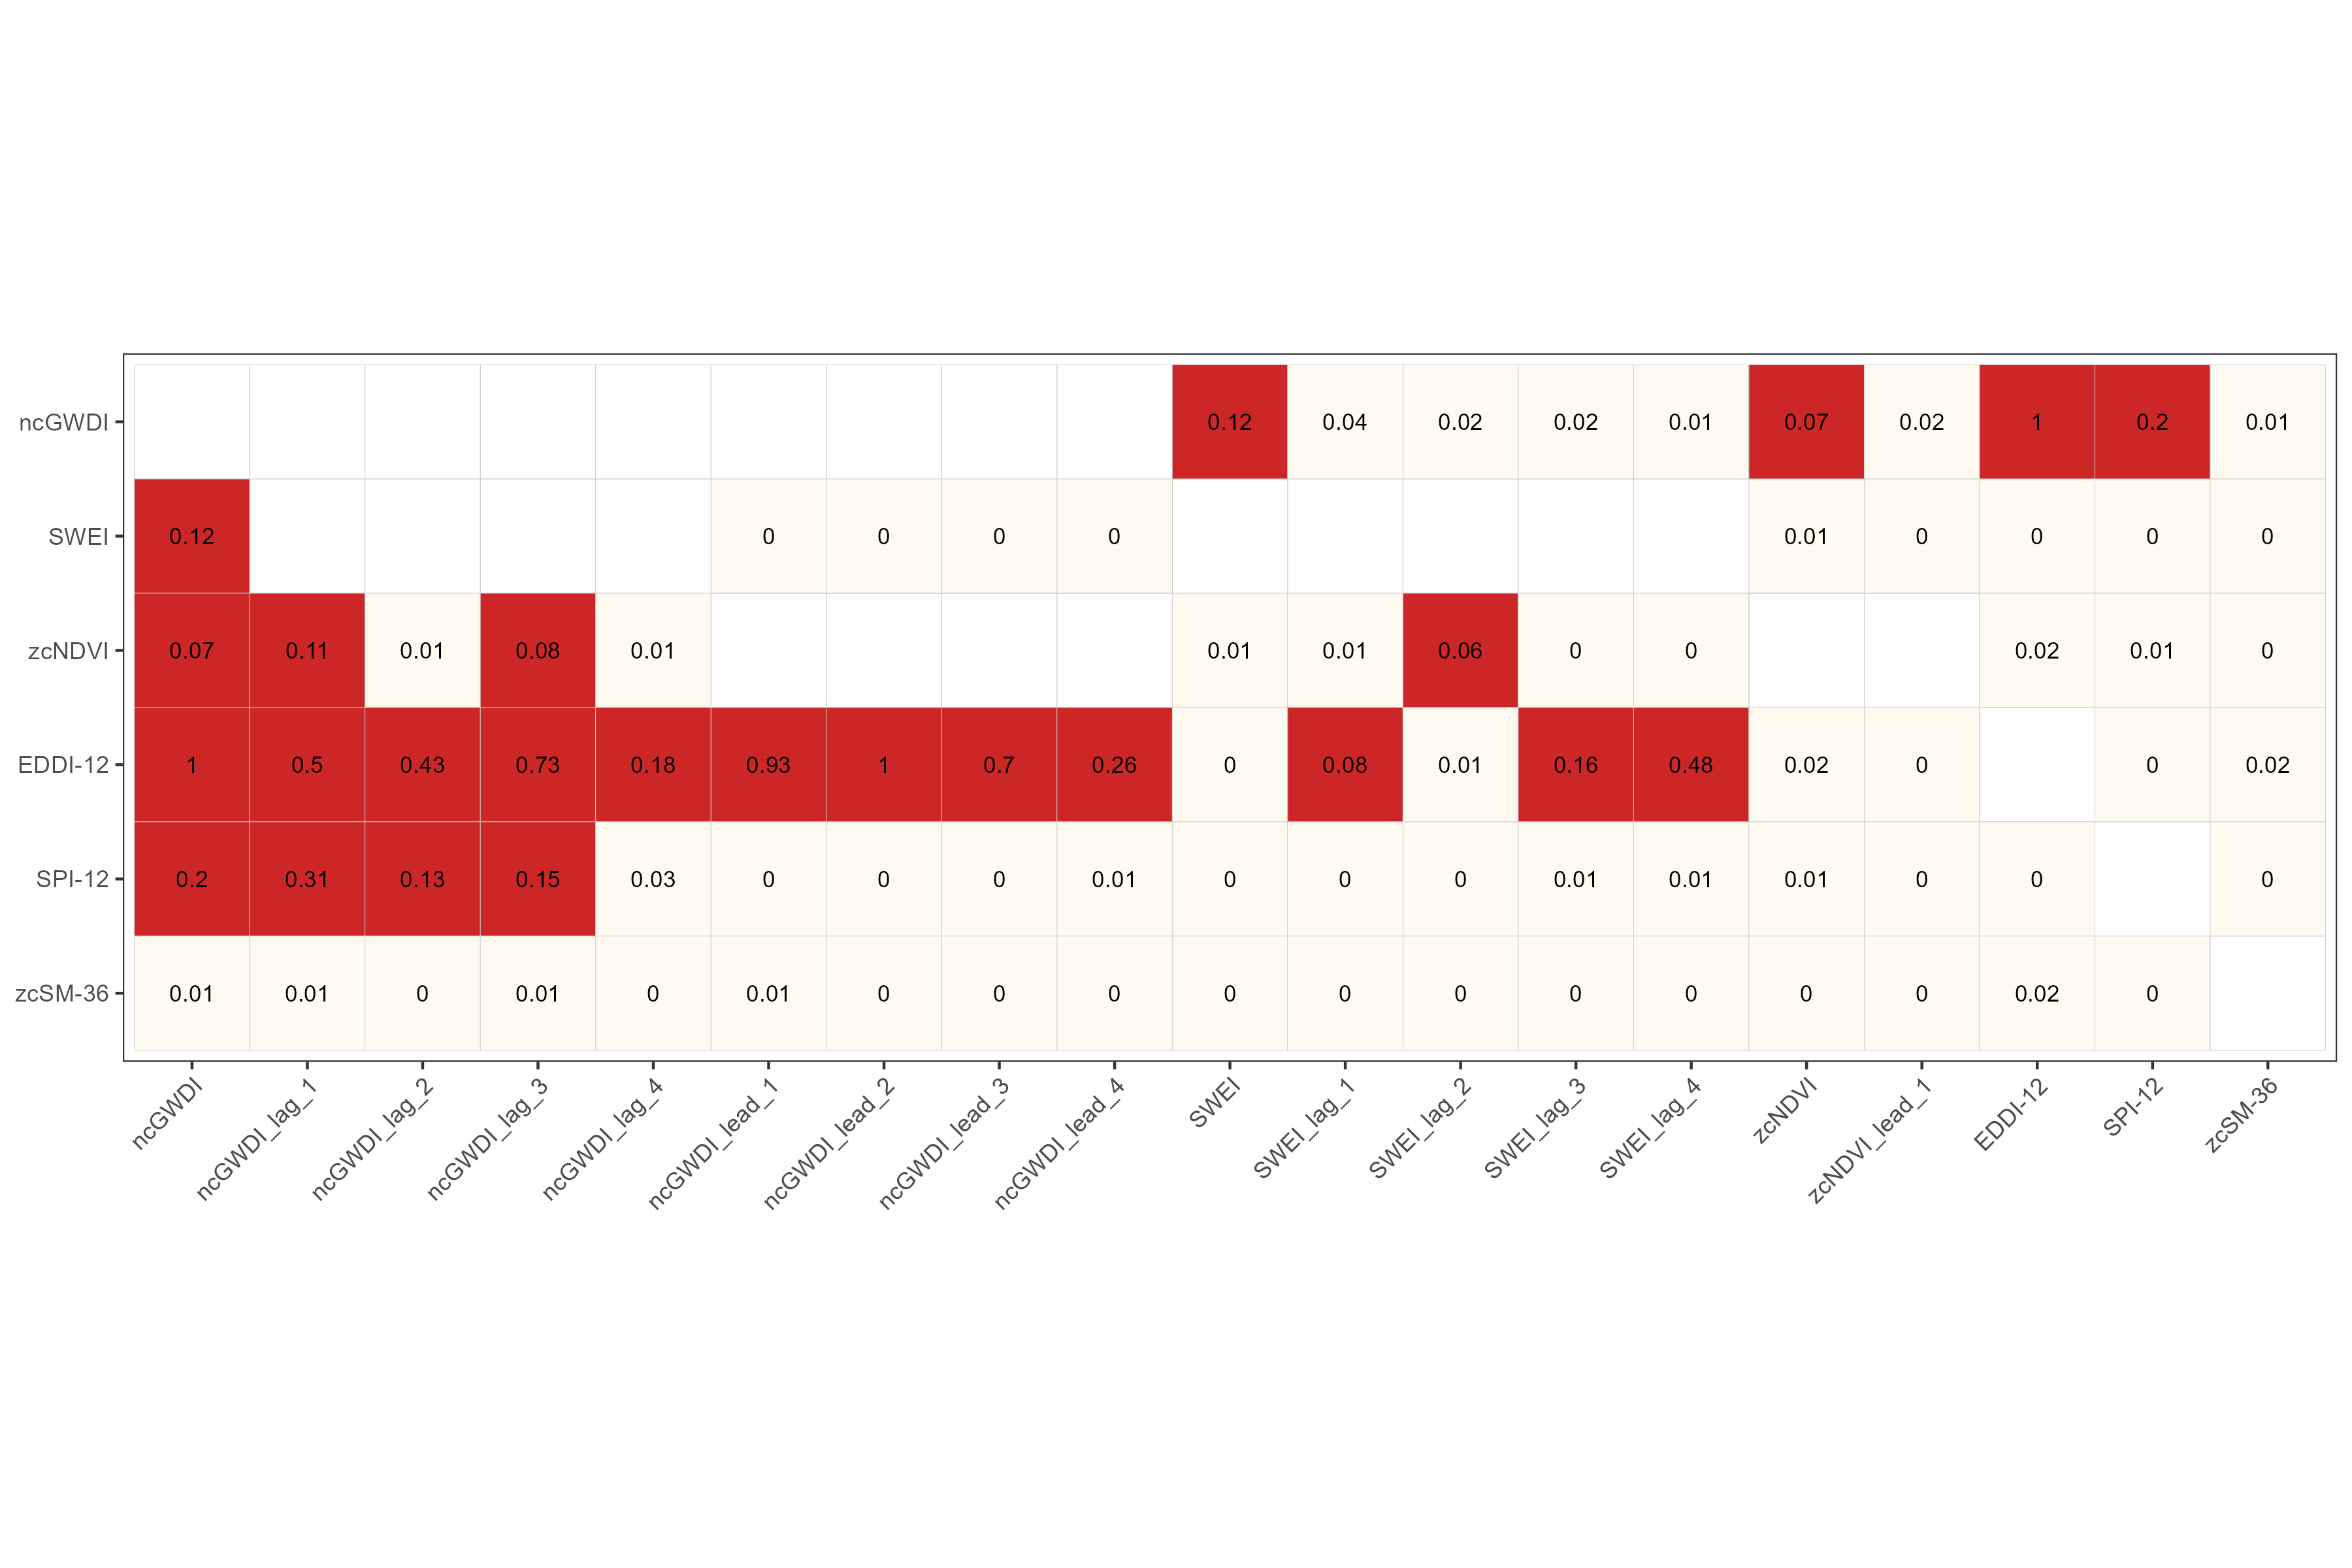 ncGWDI 0.12 0.04 0.02 0.02 0.01 0.07 0.02 1 0.2 0.01
SWEI 0.12 0 0 0 0 0.01 0 0 0 0
zcNDVI 0.07 0.11 0.01 0.08 0.01 0.01 0.01 0.06 0 0 0.02 0.01 0
EDDI-12 1 0.5 0.43 0.73 0.18 0.93 1 0.7 0.26 0 0.08 0.01 0.16 0.48 0.02 0 0 0.02
SPI-12 0.2 0.31 0.13 0.15 0.03 0 0 0 0.01 0 0 0 0.01 0.01 0.01 0 0 0
zcSM-36 0.01 0.01 0 0.01 0 0.01 0 0 0 0 0 0 0 0 0 0 0.02 0
ncGWDI
ncGWDI_lag_1
ncGWDI_lag_2
ncGWDI_lag_3
ncGWDI_lag_4
ncGWDI_lead_1
ncGWDI_lead_2
ncGWDI_lead_3
ncGWDI_lead_4
SWEI
SWEI_lag_1
SWEI_lag_2
SWEI_lag_3
SWEI_lag_4
zcNDVI
zcNDVI_lead_1
EDDI-12
SPI-12
zcSM-36